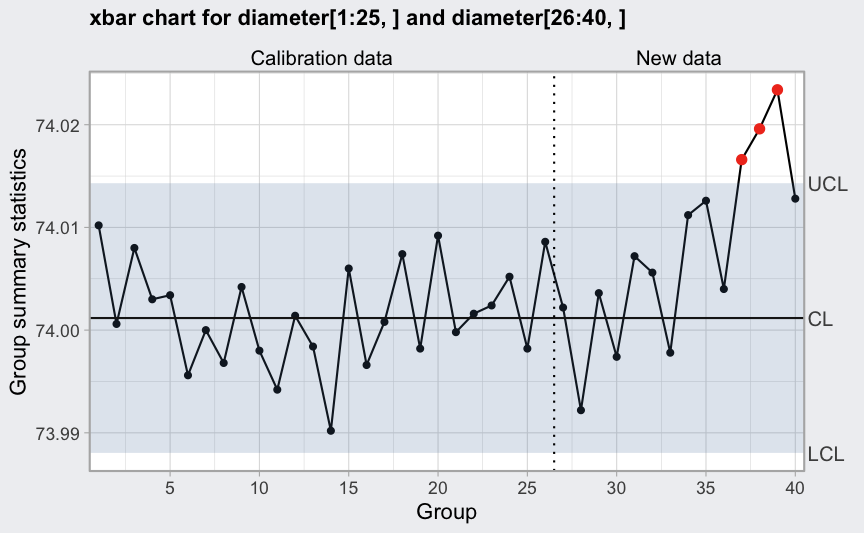 xbar chart for diameter[1:25, ] and diameter[26:40, ]
Calibration data
New data
Group summary statistics
74.02
74.01
74.00
73.99
UCL
CL
LCL
5
10
15
20
25
30
35
40
Group